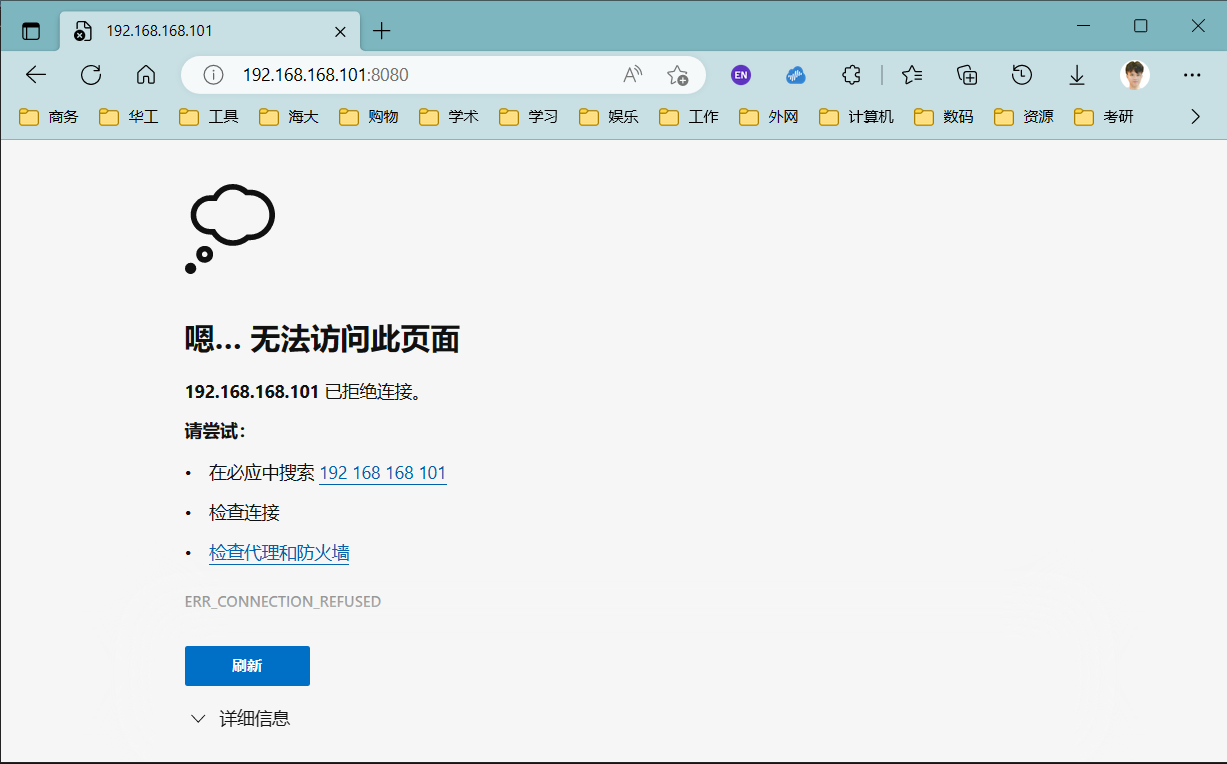 192.168.168.101
192.168.168.101:8080
EN
商务 华工 工具 海大 购物 学术 学习 娱乐 工作 外网 计算机 数码 资源 考研
嗯... 无法访问此页面
192.168.168.101 已拒绝连接。
请尝试：
• 在必应中搜索 192 168 168 101
• 检查连接
• 检查代理和防火墙
ERR_CONNECTION_REFUSED
刷新
详细信息